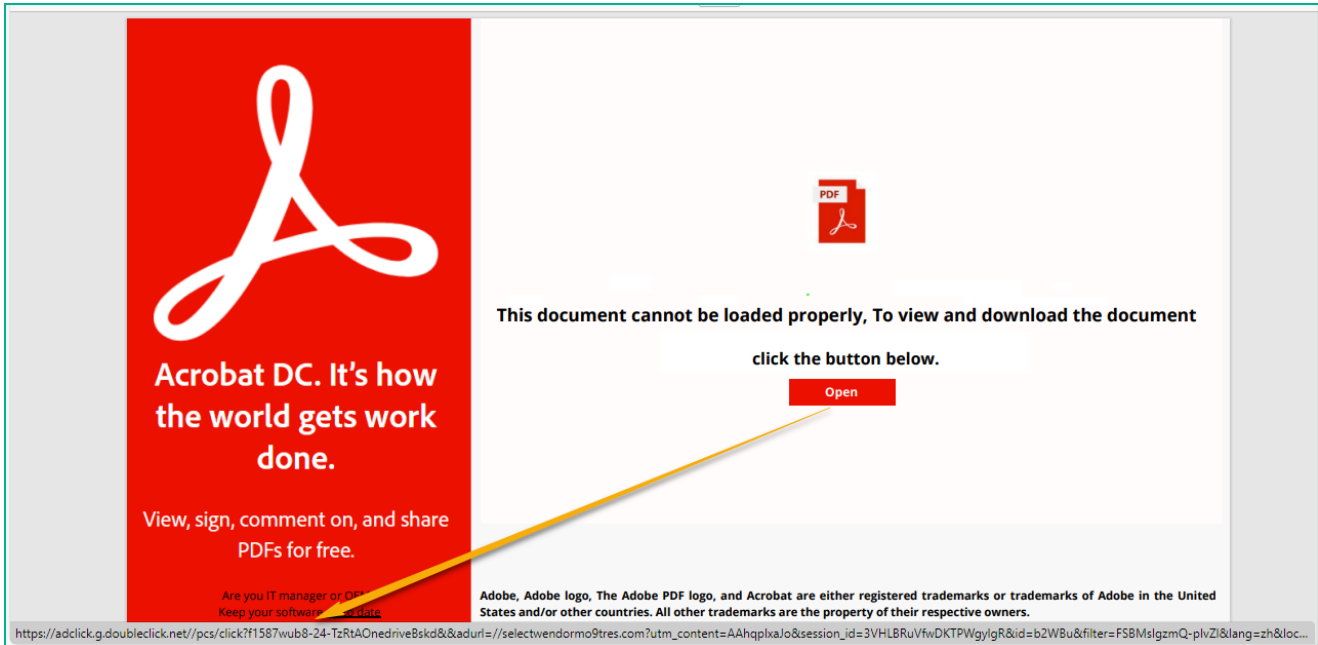 Acrobat DC. It's how
the world gets work
done.
View, sign, comment on, and share
PDFs for free.
Are you IT manager or
Keep your software date
PDF
This document cannot be loaded properly, To view and download the document
click the button below.
Open
Adobe, Adobe logo, The Adobe PDF logo, and Acrobat are either registered trademarks or trademarks of Adobe in the United
States and/or other countries. All other trademarks are the property of their respective owners.
https://adclick.g.doubleclick.net//pcs/click?f1587wub8-24-TzRtAOnedriveBskd&&adurl=//selectwendormo9tres.com?utm_content=AAhqplxaJo&session_id=3VHLBRuVfwDKTPWgylgR&id=b2WBu&filter=FSBMslgzmQ-plvZl&lang=zh&loc...